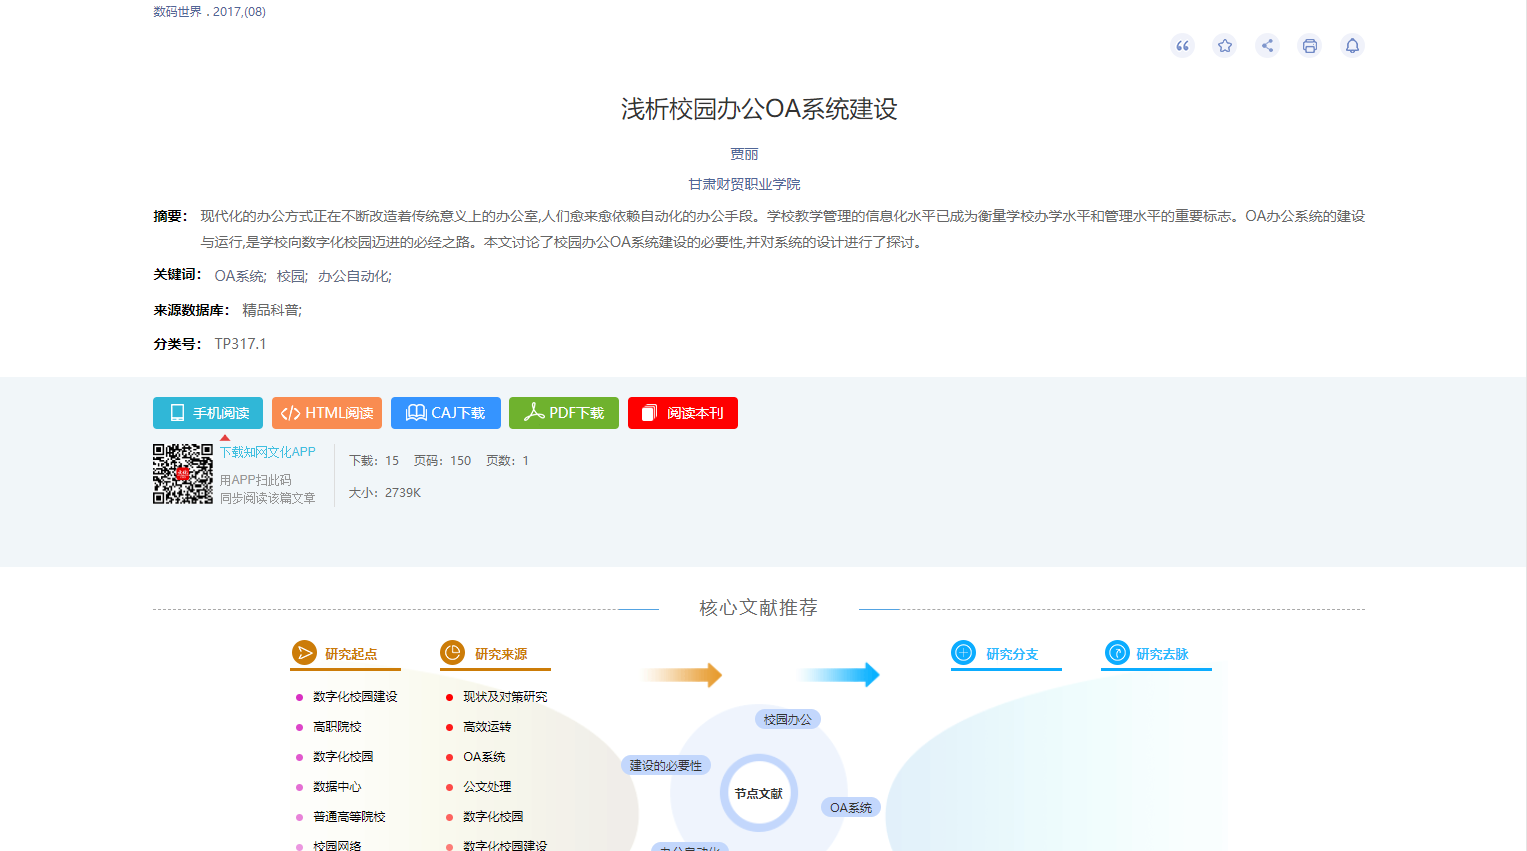 数码世界 . 2017,(08)
浅析校园办公OA系统建设
贾丽
甘肃财贸职业学院
摘要： 现代化的办公方式正在不断改造着传统意义上的办公室,人们愈来愈依赖自动化的办公手段。学校教学管理的信息化水平已成为衡量学校办学水平和管理水平的重要标志。OA办公系统的建设
与运行,是学校向数字化校园迈进的必经之路。本文讨论了校园办公OA系统建设的必要性,并对系统的设计进行了探讨。
关键词： OA系统; 校园; 办公自动化;
来源数据库： 精品科普;
分类号： TP317.1
手机阅读 HTML阅读 CAJ下载 PDF下载 阅读本刊
下载知网文化APP
用APP扫此码
同步阅读该篇文章
下载：15 页码：150 页数：1
大小：2739K
核心文献推荐
研究起点 研究来源 研究分支 研究去脉
数字化校园建设 现状及对策研究
高职院校 高效运转
数字化校园 OA系统
数据中心 公文处理
普通高等院校 数字化校园
校园网络 数字化校园建设
校园办公
建设的必要性
节点文献
OA系统
办公自动化